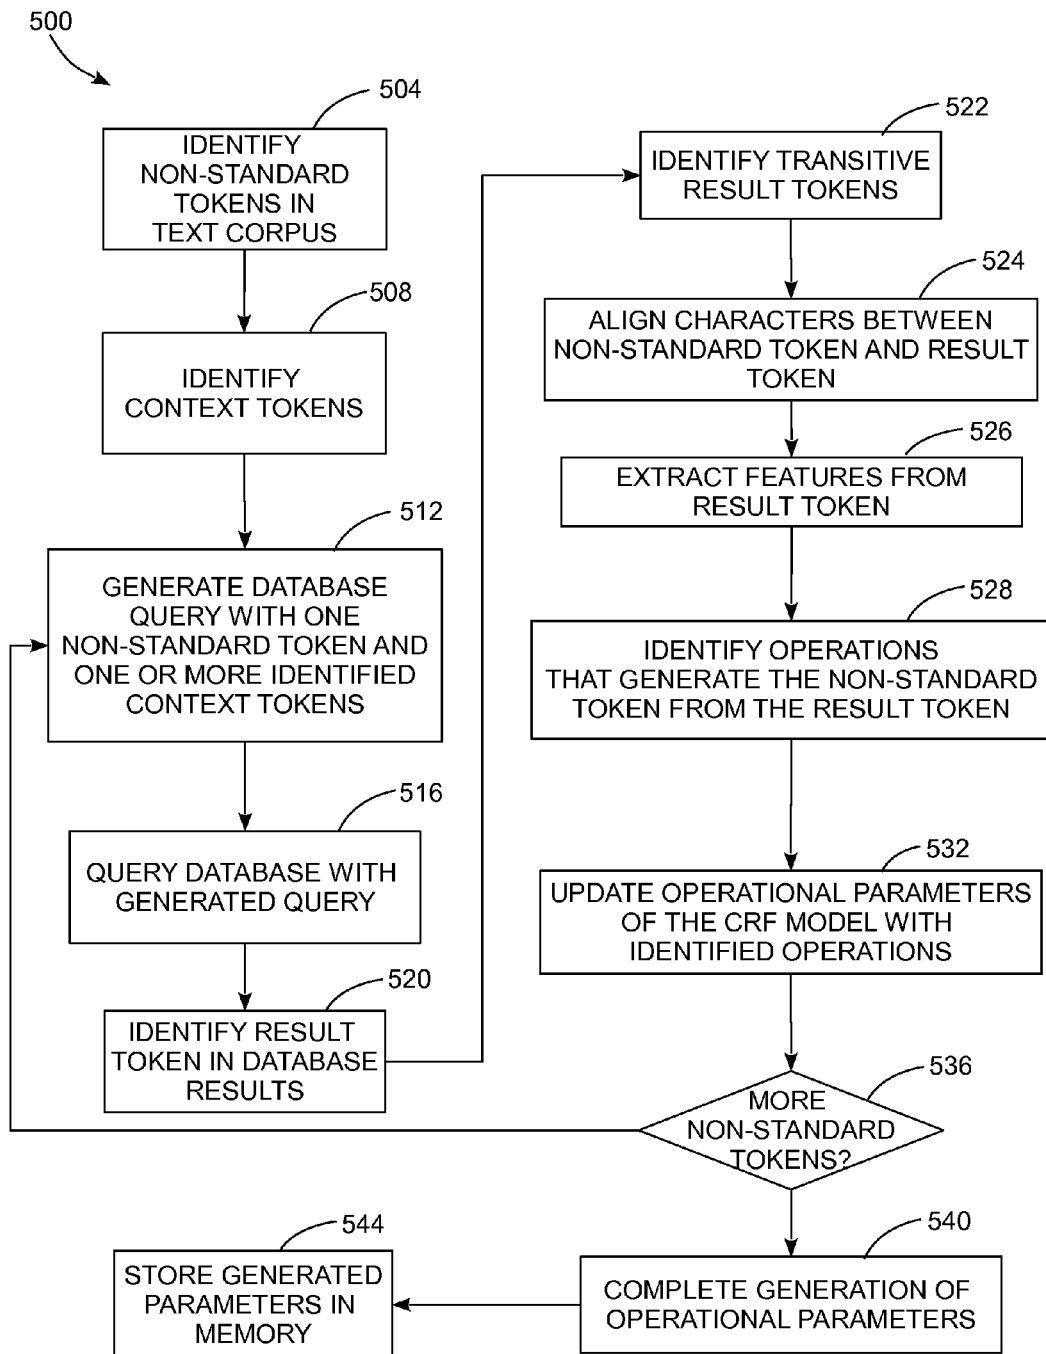 500
504
IDENTIFY
NON-STANDARD
TOKENS IN
TEXT CORPUS
508
IDENTIFY
CONTEXT TOKENS
512
GENERATE DATABASE
QUERY WITH ONE
NON-STANDARD TOKEN AND
ONE OR MORE IDENTIFIED
CONTEXT TOKENS
516
QUERY DATABASE WITH
GENERATED QUERY
520
IDENTIFY RESULT
TOKEN IN DATABASE
RESULTS
522
IDENTIFY TRANSITIVE
RESULT TOKENS
524
ALIGN CHARACTERS BETWEEN
NON-STANDARD TOKEN AND RESULT
TOKEN
526
EXTRACT FEATURES FROM
RESULT TOKEN
528
IDENTIFY OPERATIONS
THAT GENERATE THE NON-STANDARD
TOKEN FROM THE RESULT TOKEN
532
UPDATE OPERATIONAL PARAMETERS
OF THE CRF MODEL WITH
IDENTIFIED OPERATIONS
536
MORE
NON-STANDARD
TOKENS?
540
COMPLETE GENERATION OF
OPERATIONAL PARAMETERS
544
STORE GENERATED
PARAMETERS IN
MEMORY